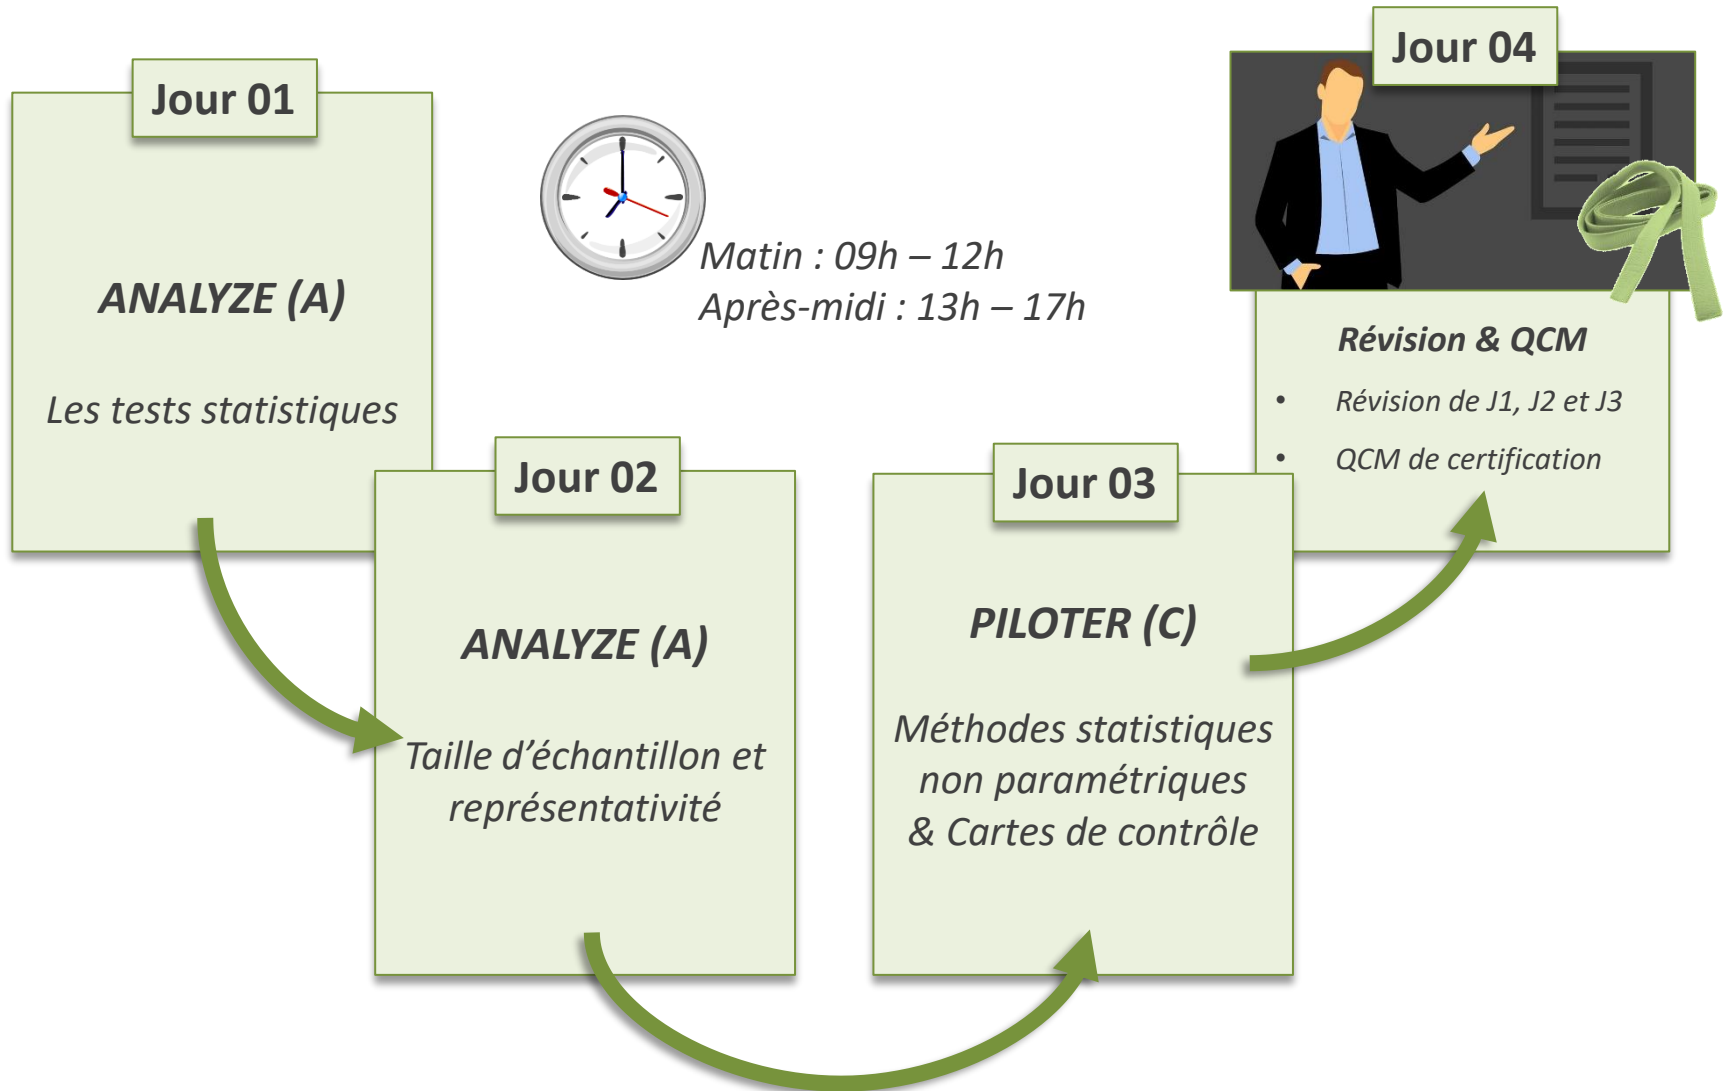 Jour 01
ANALYZE (A)
Les tests statistiques
Matin : 09h – 12h
Après-midi : 13h – 17h
Jour 02
ANALYZE (A)
Taille d’échantillon et
représentativité
Jour 03
PILOTER (C)
Méthodes statistiques
non paramétriques
& Cartes de contrôle
Jour 04
Révision & QCM
• Révision de J1, J2 et J3
• QCM de certification